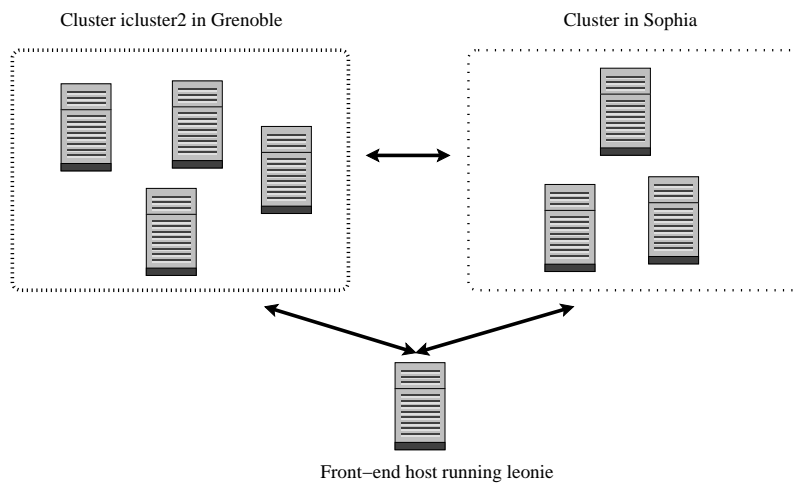 Cluster icluster2 in Grenoble
Cluster in Sophia
Front−end host running leonie